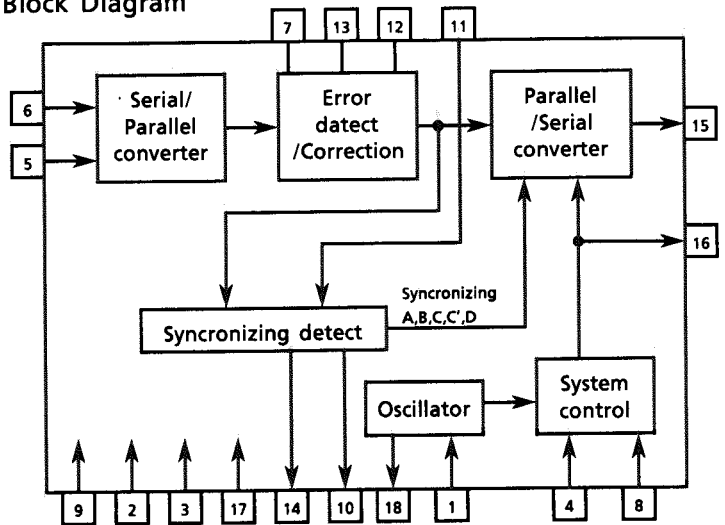 Block Diagram
7
13
12
11
6
5
Serial/
Parallel
converter
Error
datect
/Correction
Parallel
/Serial
converter
15
16
Syncronizing
A,B,C,C',D
Syncronizing detect
Oscillator
System
control
9
2
3
17
14
10
18
1
4
8